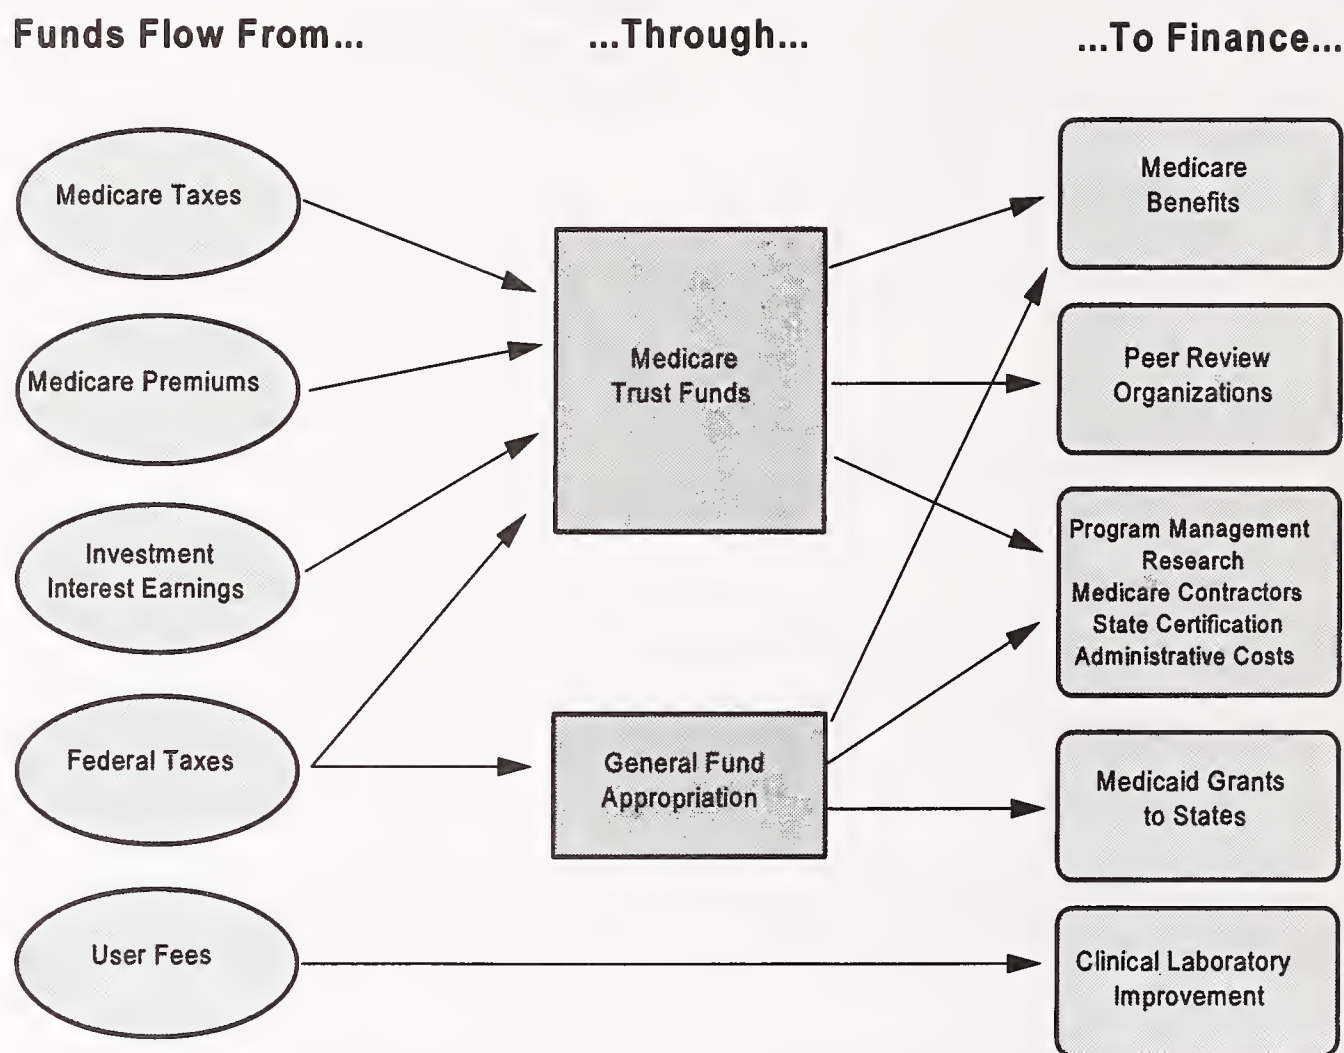 Funds Flow From...
...Through...
...To Finance...
Medicare Taxes
Medicare Premiums
Investment
Interest Earnings
Federal Taxes
User Fees
Medicare
Trust Funds
General Fund
Appropriation
Medicare
Benefits
Peer Review
Organizations
Program Management
Research
Medicare Contractors
State Certification
Administrative Costs
Medicaid Grants
to States
Clinical Laboratory
Improvement